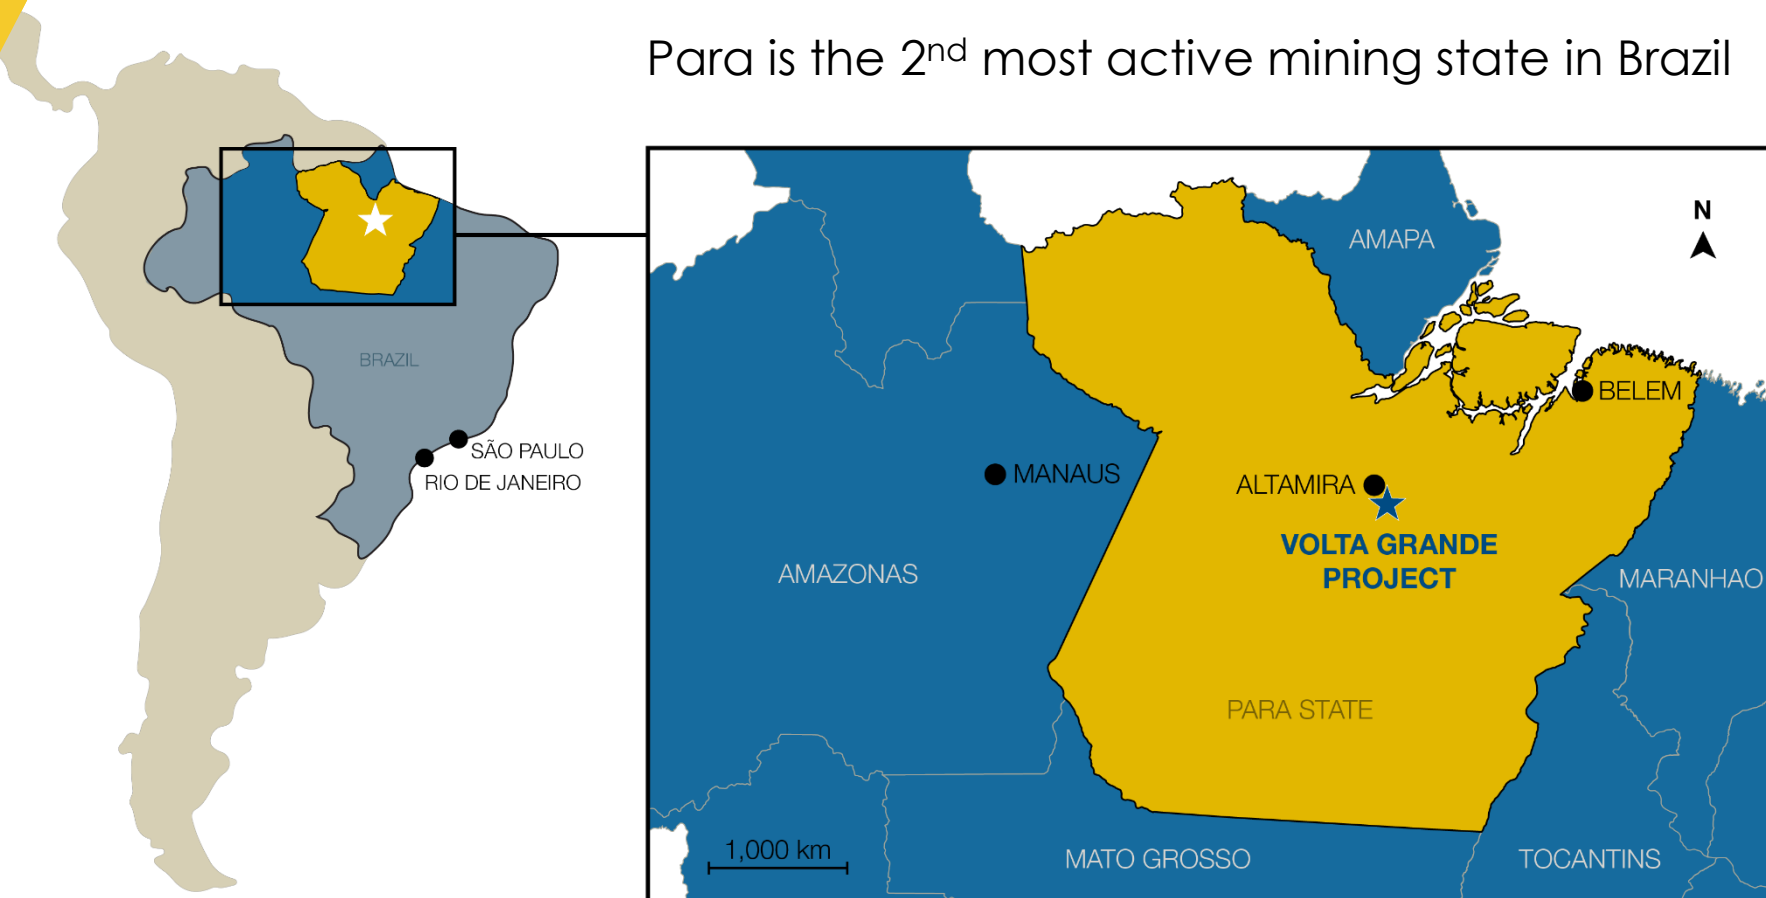 Para is the 2nd most active mining state in Brazil
BRAZIL
SÃO PAULO
RIO DE JANEIRO
N
AMAPA
BELEM
MANAUS
ALTAMIRA
VOLTA GRANDE
PROJECT
AMAZONAS
MARANHAO
PARA STATE
1,000 km
MATO GROSSO
TOCANTINS